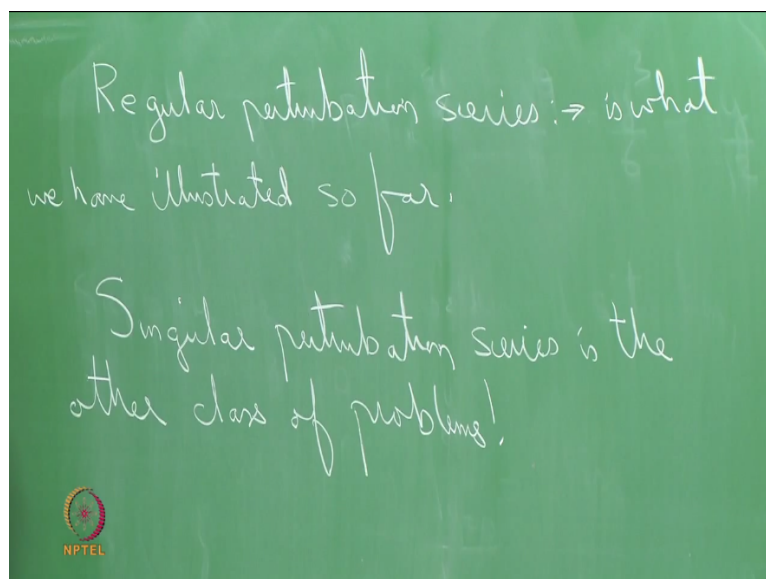 Regular perturbation series :→ is what
we have illustrated so far.
Singular perturbation series is the
other class of problems!
NPTEL